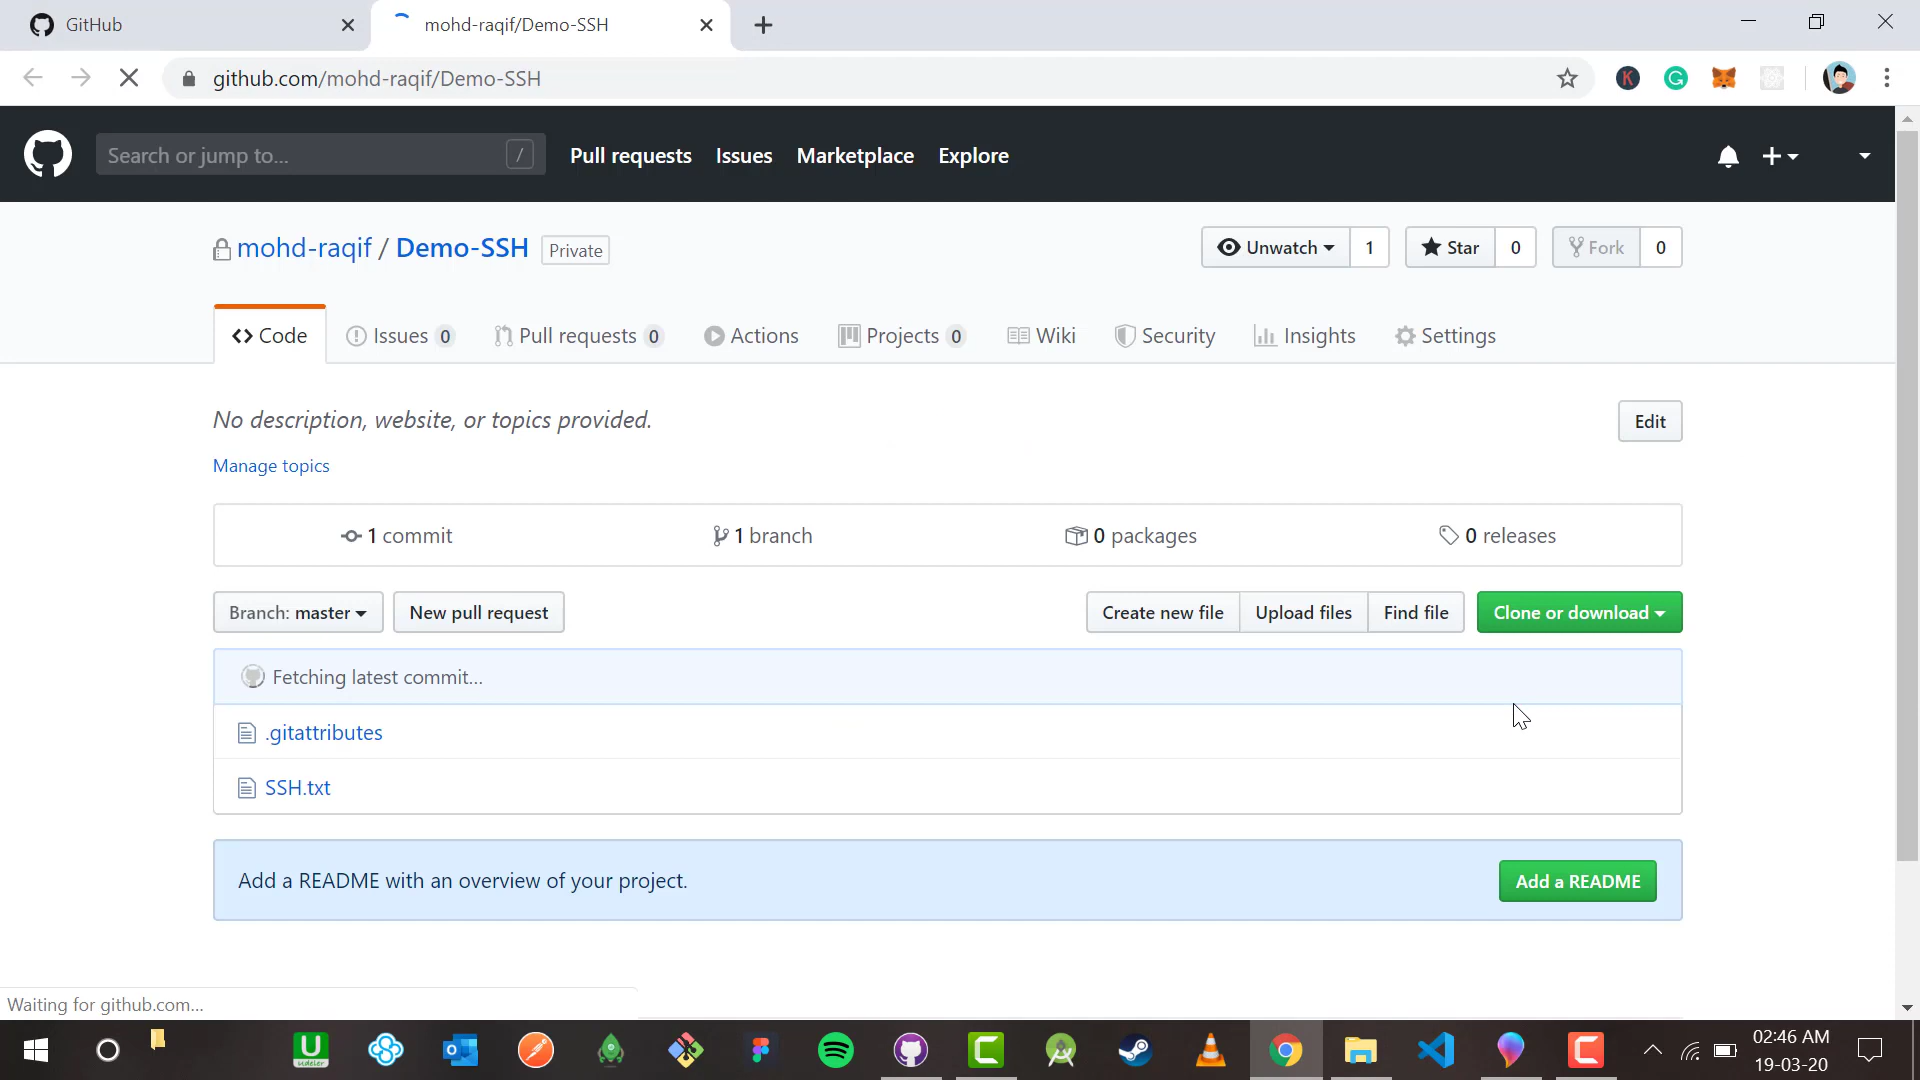 GitHub
mohd-raqif/Demo-SSH
github.com/mohd-raqif/Demo-SSH
K
G
Search or jump to...
/
Pull requests
Issues
Marketplace
Explore
mohd-raqif / Demo-SSH
Private
Unwatch
1
Star
0
Fork
0
Code
Issues 0
Pull requests 0
Actions
Projects 0
Wiki
Security
Insights
Settings
No description, website, or topics provided.
Edit
Manage topics
1 commit
1 branch
0 packages
0 releases
Branch: master
New pull request
Create new file
Upload files
Find file
Clone or download
Fetching latest commit...
.gitattributes
SSH.txt
Add a README with an overview of your project.
Add a README
Waiting for github.com...
U
udeler
02:46 AM
19-03-20